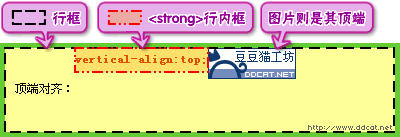 行框
<strong>行内框
图片则是其顶端
vertical-align:top;
豆豆猫工坊
DDCAT.NET
顶端对齐：
http://www.ddcat.net